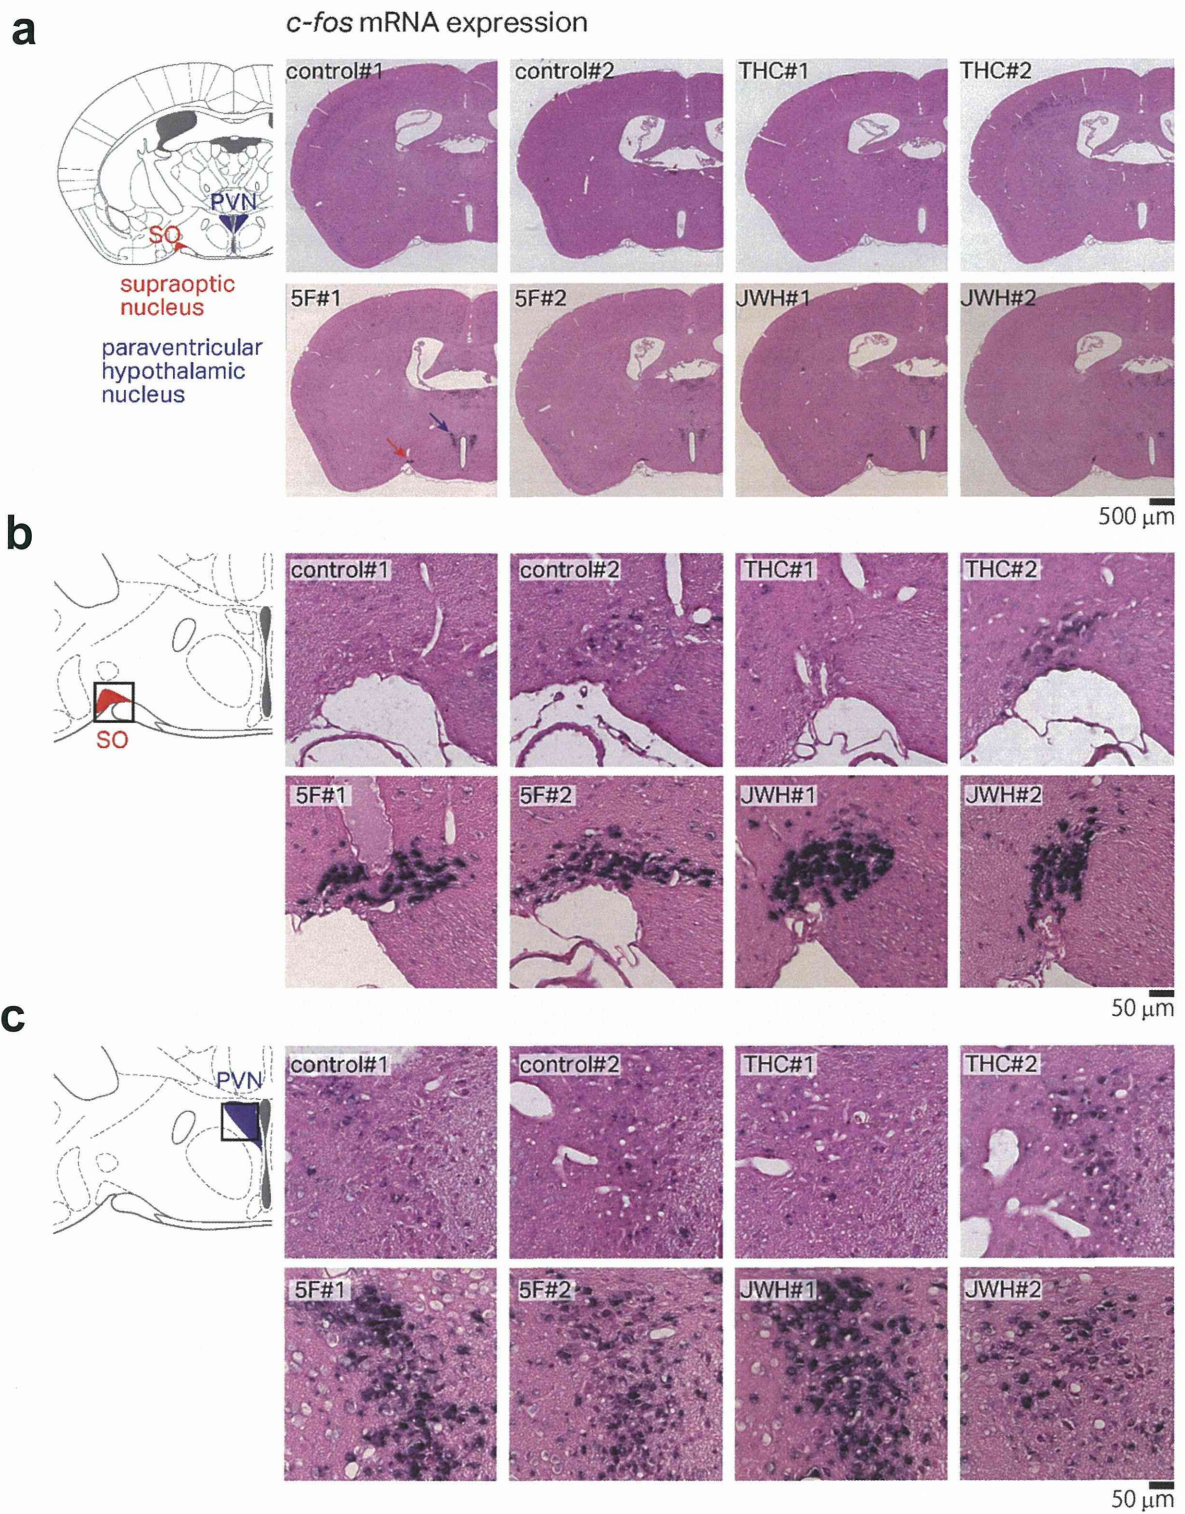 a
c-fos mRNA expression
control#1
control#2
THC#1
THC#2
PVN
SO
supraoptic
nucleus
paraventricular
hypothalamic
nucleus
5F#1
5F#2
JWH#1
JWH#2
500 μm
b
control#1
control#2
THC#1
THC#2
SO
5F#1
5F#2
JWH#1
JWH#2
50 μm
c
control#1
control#2
THC#1
THC#2
PVN
5F#1
5F#2
JWH#1
JWH#2
50 μm